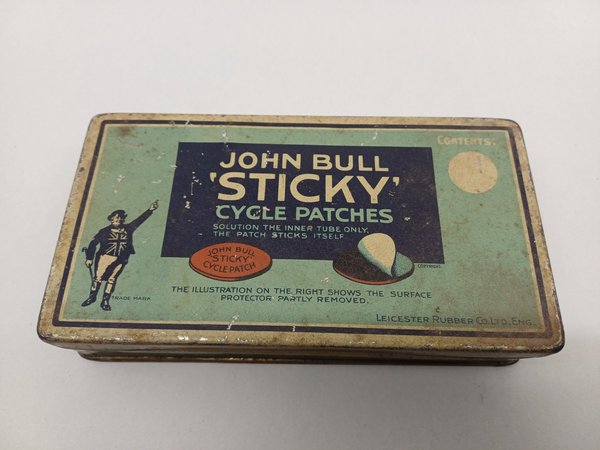 CONTENTS:
JOHN BULL
'STICKY'
CYCLE PATCHES
SOLUTION THE INNER TUBE ONLY,
THE PATCH STICKS ITSELF.
JOHN BULL
"STICKY"
CYCLE PATCH
COPYRIGHT
TRADE MARK
THE ILLUSTRATION ON THE RIGHT SHOWS THE SURFACE
PROTECTOR PARTLY REMOVED.
LEICESTER RUBBER CO. LTD. ENG.